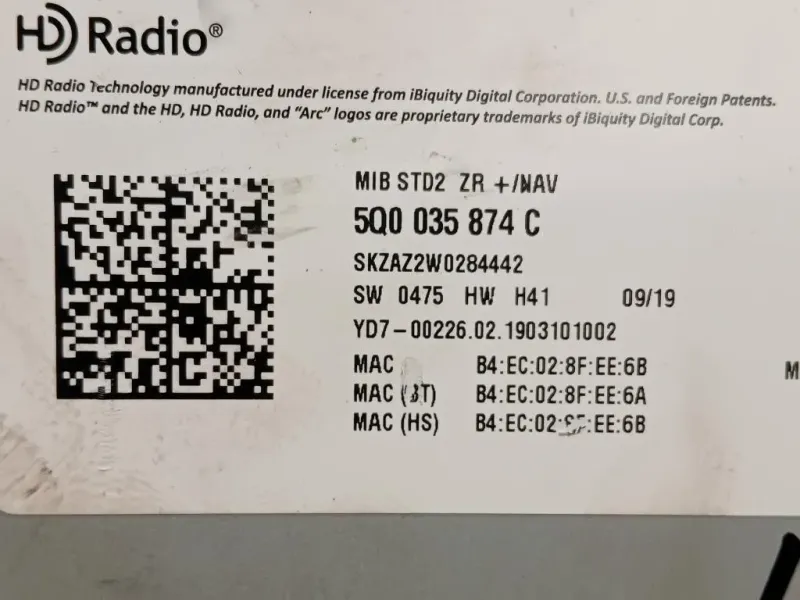 HD Radio®
HD Radio Technology manufactured under license from iBiquity Digital Corporation. U.S. and Foreign Patents.
HD Radio™ and the HD, HD Radio, and "Arc" logos are proprietary trademarks of iBiquity Digital Corp.
MIB STD2 ZR +/NAV
5Q0 035 874 C
SKZAZ2W0284442
SW 0475 HW H41 09/19
YD7-00226.02.1903101002
MAC B4:EC:02:8F:EE:6B
MAC (BT) B4:EC:02:8F:EE:6A
MAC (HS) B4:EC:02:8F:EE:6B
M